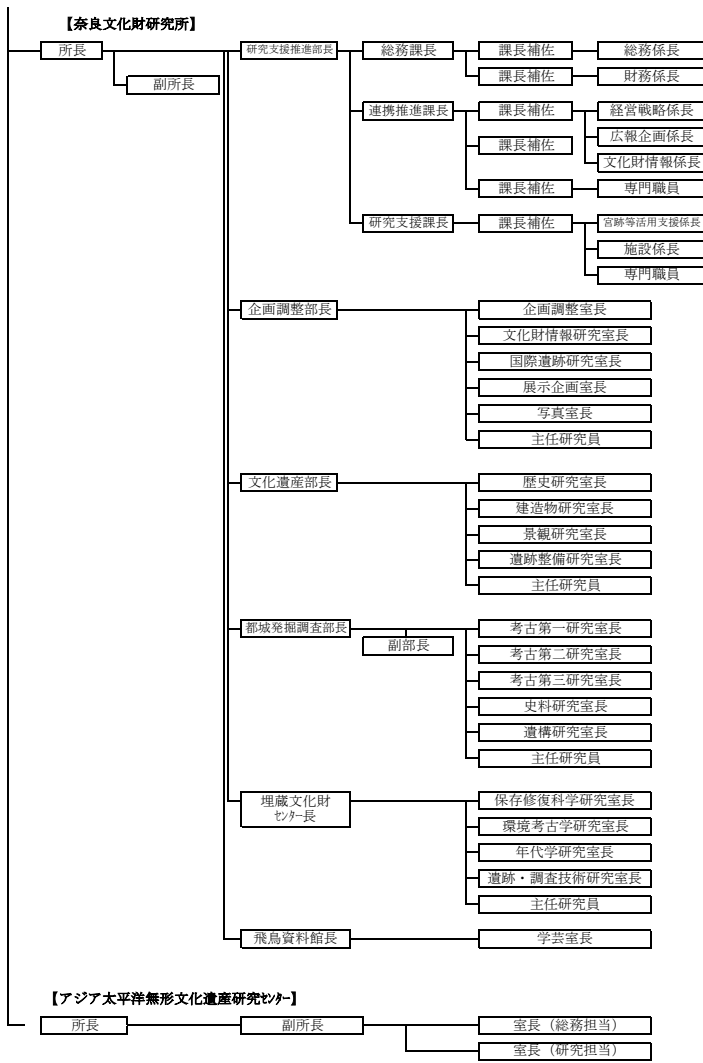 【奈良文化財研究所】
所長
研究支援推進部長
総務課長
課長補佐
総務係長
副所長
課長補佐
財務係長
連携推進課長
課長補佐
経営戦略係長
広報企画係長
課長補佐
文化財情報係長
課長補佐
専門職員
研究支援課長
課長補佐
宮跡等活用支援係長
施設係長
専門職員
企画調整部長
企画調整室長
文化財情報研究室長
国際遺跡研究室長
展示企画室長
写真室長
主任研究員
文化遺産部長
歴史研究室長
建造物研究室長
景観研究室長
遺跡整備研究室長
主任研究員
都城発掘調査部長
副部長
考古第一研究室長
考古第二研究室長
考古第三研究室長
史料研究室長
遺構研究室長
主任研究員
埋蔵文化財
ｾﾝﾀｰ長
保存修復科学研究室長
環境考古学研究室長
年代学研究室長
遺跡・調査技術研究室長
主任研究員
飛鳥資料館長
学芸室長
【アジア太平洋無形文化遺産研究ｾﾝﾀｰ】
所長
副所長
室長（総務担当）
室長（研究担当）